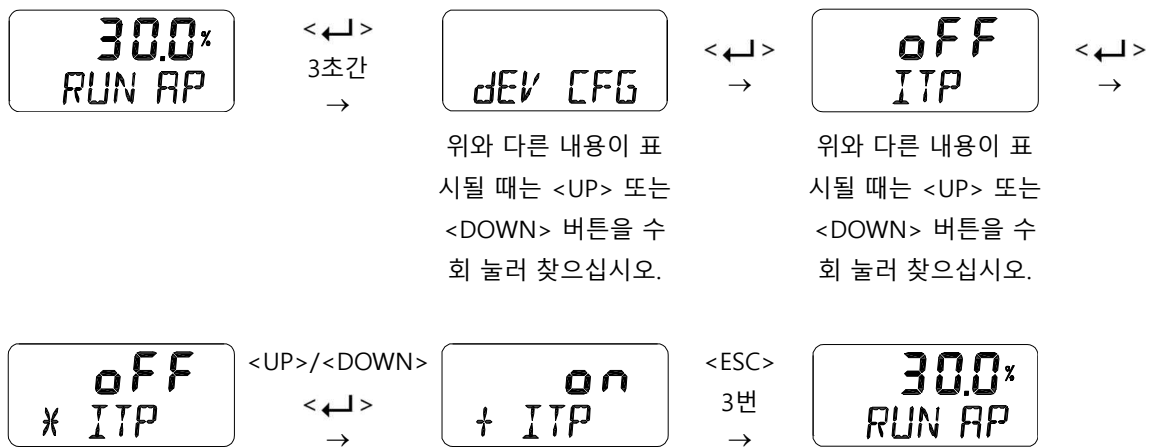 30.0%
RUN AP
<↵>
3초간
→
dEV CFG
<↵>
→
oFF
ITP
<↵>
→
위와 다른 내용이 표
시될 때는 <UP> 또는
<DOWN> 버튼을 수
회 눌러 찾으십시오.
위와 다른 내용이 표
시될 때는 <UP> 또는
<DOWN> 버튼을 수
회 눌러 찾으십시오.
oFF
* ITP
<UP>/<DOWN>
<↵>
→
on
+ ITP
<ESC>
3번
→
30.0%
RUN AP